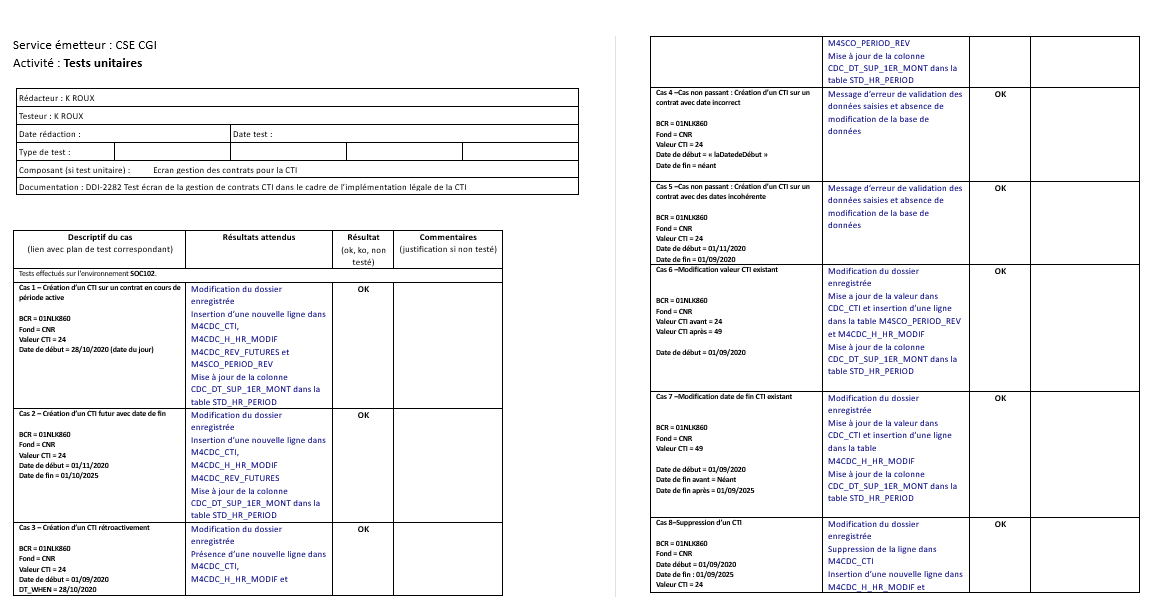 Service émetteur : CSE CGI
Activité : Tests unitaires
Rédacteur : K ROUX
Testeur : K ROUX
Date rédaction :
Date test :
Type de test :
Composant (si test unitaire) : Ecran gestion des contrats pour la CTI
Documentation : DDI-2282 Test écran de la gestion de contrats CTI dans le cadre de l'implémentation légale de la CTI
Descriptif du cas
(lien avec plan de test correspondant)
Résultats attendus
Résultat
(ok, ko, non
testé)
Commentaires
(justification si non testé)
Tests effectués sur l'environnement SOC102.
Cas 1 – Création d'un CTI sur un contrat en cours de
période active
BCR = 01NLK860
Fond = CNR
Valeur CTI = 24
Date de début = 28/10/2020 (date du jour)
Modification du dossier
enregistrée
Insertion d'une nouvelle ligne dans
M4CDC_CTI,
M4CDC_H_HR_MODIF
M4CDC_REV_FUTURES et
M4SCO_PERIOD_REV
Mise à jour de la colonne
CDC_DT_SUP_1ER_MONT dans la
table STD_HR_PERIOD
OK
Cas 2 – Création d'un CTI futur avec date de fin
BCR = 01NLK860
Fond = CNR
Valeur CTI = 24
Date de début = 01/11/2020
Date de fin = 01/10/2025
Modification du dossier
enregistrée
Insertion d'une nouvelle ligne dans
M4CDC_CTI,
M4CDC_H_HR_MODIF
M4CDC_REV_FUTURES
Mise à jour de la colonne
CDC_DT_SUP_1ER_MONT dans la
table STD_HR_PERIOD
OK
Cas 3 – Création d'un CTI rétroactivement
BCR = 01NLK860
Fond = CNR
Valeur CTI = 24
Date de début = 01/09/2020
DT_WHEN = 28/10/2020
Modification du dossier
enregistrée
Présence d'une nouvelle ligne dans
M4CDC_CTI,
M4CDC_H_HR_MODIF et
OK
M4SCO_PERIOD_REV
Mise à jour de la colonne
CDC_DT_SUP_1ER_MONT dans la
table STD_HR_PERIOD
Cas 4 –Cas non passant : Création d'un CTI sur un
contrat avec date incorrect
BCR = 01NLK860
Fond = CNR
Valeur CTI = 24
Date de début = « laDatedeDébut »
Date de fin = néant
Message d'erreur de validation des
données saisies et absence de
modification de la base de
données
OK
Cas 5 –Cas non passant : Création d'un CTI sur un
contrat avec des dates incohérente
BCR = 01NLK860
Fond = CNR
Valeur CTI = 24
Date de début = 01/11/2020
Date de fin = 01/09/2020
Message d'erreur de validation des
données saisies et absence de
modification de la base de
données
OK
Cas 6 –Modification valeur CTI existant
BCR = 01NLK860
Fond = CNR
Valeur CTI avant = 24
Valeur CTI après = 49
Date de début = 01/09/2020
Modification du dossier
enregistrée
Mise a jour de la valeur dans
CDC_CTI et insertion d'une ligne
dans la table M4SCO_PERIOD_REV
et M4CDC_H_HR_MODIF
Mise à jour de la colonne
CDC_DT_SUP_1ER_MONT dans la
table STD_HR_PERIOD
OK
Cas 7 –Modification date de fin CTI existant
BCR = 01NLK860
Fond = CNR
Valeur CTI = 49
Date de début = 01/09/2020
Date de fin avant = Néant
Date de fin après = 01/09/2025
Modification du dossier
enregistrée
Mise à jour de la valeur dans
CDC_CTI et insertion d'une ligne
dans la table
M4CDC_H_HR_MODIF
Mise à jour de la colonne
CDC_DT_SUP_1ER_MONT dans la
table STD_HR_PERIOD
OK
Cas 8–Suppression d'un CTI
BCR = 01NLK860
Fond = CNR
Date début = 01/09/2020
Date de fin : 01/09/2025
Valeur CTI = 24
Modification du dossier
enregistrée
Suppression de la ligne dans
M4CDC_CTI
Insertion d'une nouvelle ligne dans
M4CDC_H_HR_MODIF et
OK